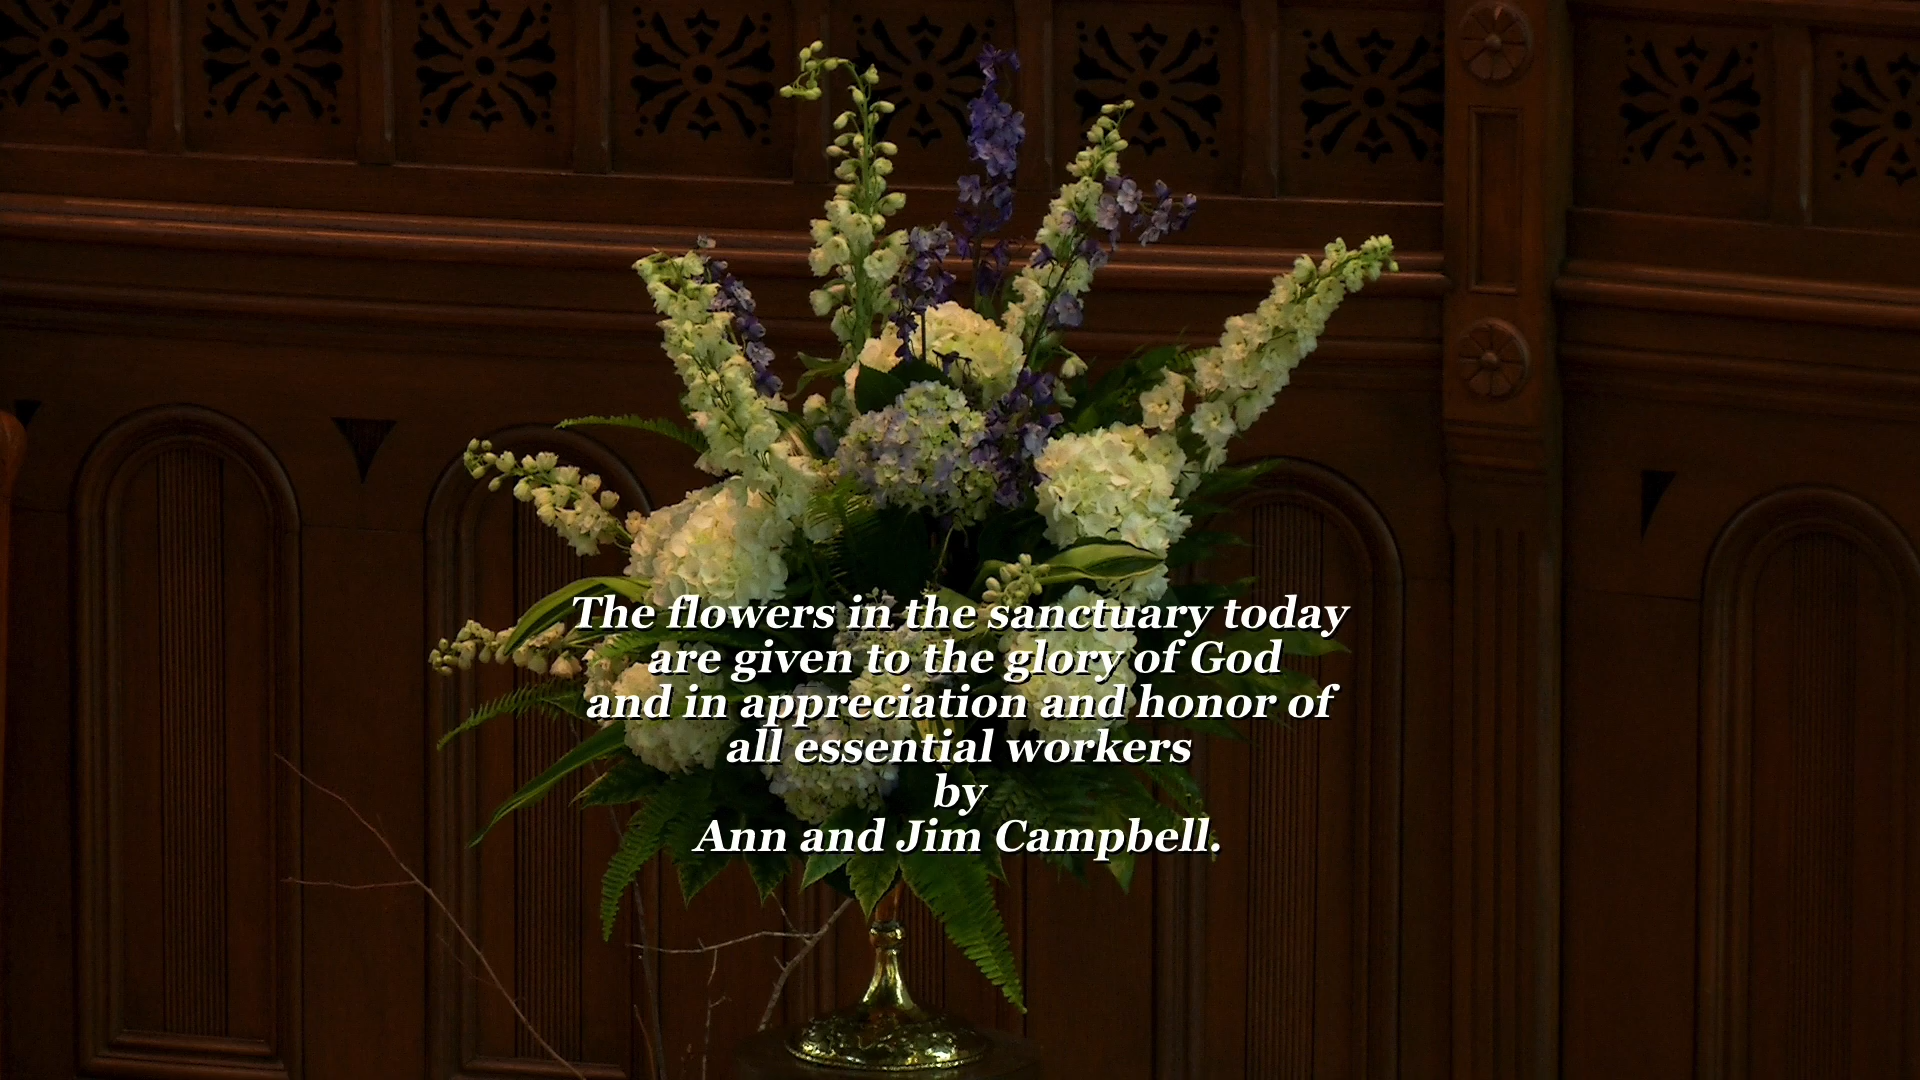 The flowers in the sanctuary today
are given to the glory of God
and in appreciation and honor of
all essential workers
by
Ann and Jim Campbell.